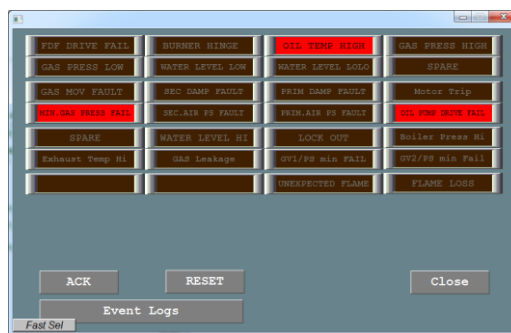 FDF DRIVE FAIL BURNER HINGE OIL TEMP HIGH GAS PRESS HIGH
GAS PRESS LOW WATER LEVEL LOW WATER LEVEL LOLO SPARE
GAS MOV FAULT SEC DAMP FAULT PRIM DAMP FAULT Motor Trip
MIN.GAS PRESS FAIL SEC.AIR PS FAULT PRIM.AIR PS FAULT OIL PUMP DRIVE FAIL
SPARE WATER LEVEL HI LOCK OUT Boiler Press Hi
Exhaust Temp Hi GAS Leakage GV1/PS min FAIL GV2/PS min Fail
UNEXPECTED FLAME FLAME LOSS
ACK RESET Close
Event Logs
Fast Sel